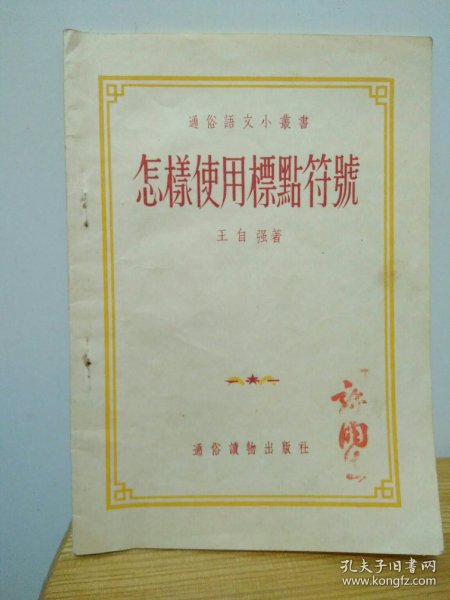 通俗語文小叢書
怎樣使用標點符號
王自强著
通俗讀物出版社
孔夫子旧书网
www.kongfz.com